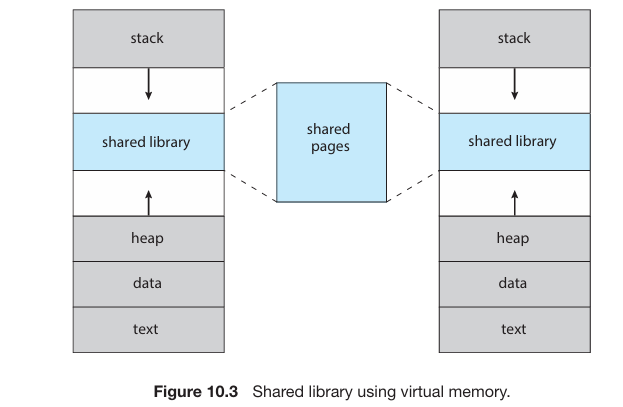 stack
shared library
heap
data
text
shared
pages
stack
shared library
heap
data
text
Figure 10.3 Shared library using virtual memory.